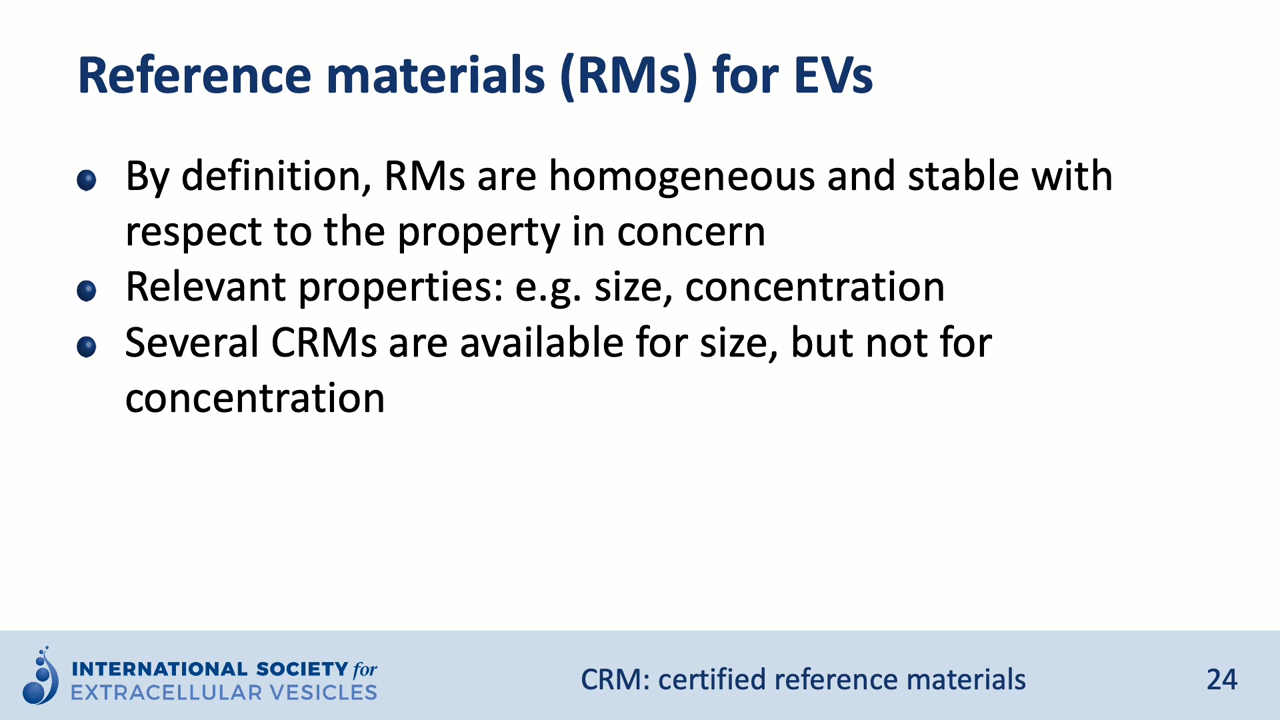 Reference materials (RMs) for EVs
By definition, RMs are homogeneous and stable with
respect to the property in concern
Relevant properties: e.g. size, concentration
Several CRMs are available for size, but not for
concentration
INTERNATIONAL SOCIETY for
EXTRACELLULAR VESICLES
CRM: certified reference materials
24